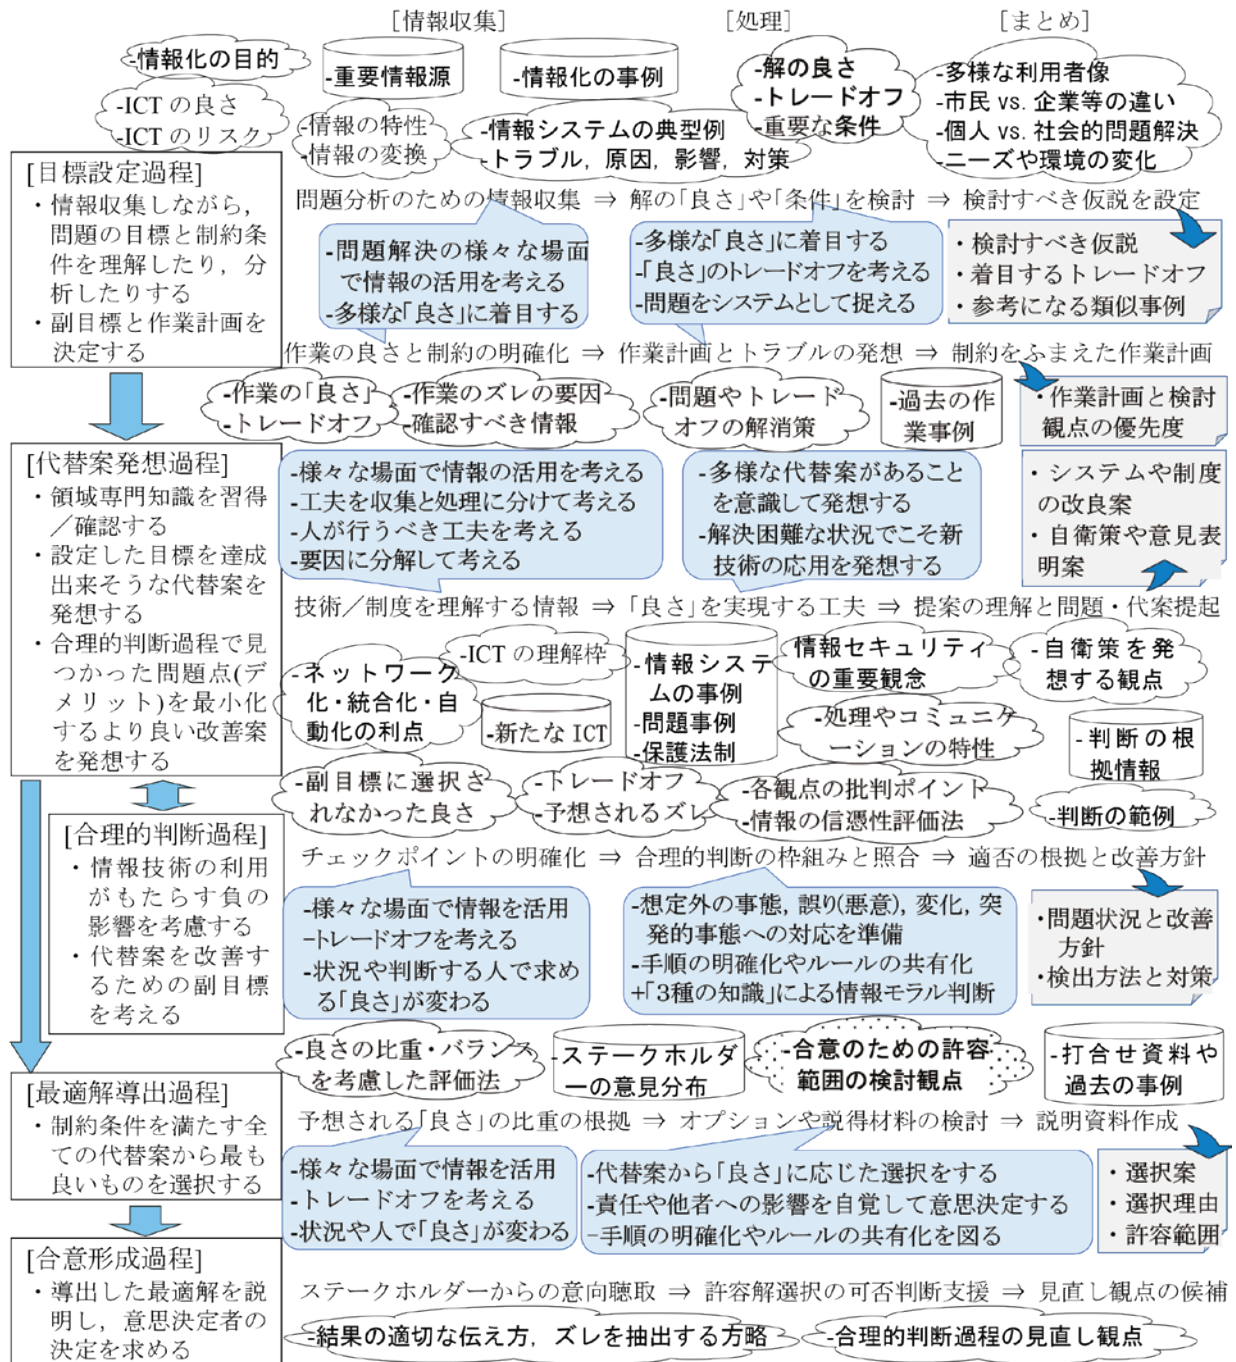 [情報収集]
[処理]
[まとめ]
-情報化の目的
-ICT の良さ
-ICT のリスク
-重要情報源
-情報化の事例
-情報の特性
-情報の変換
-情報システムの典型例
-トラブル，原因，影響，対策
-解の良さ
-トレードオフ
-重要な条件
-多様な利用者像
-市民 vs. 企業等の違い
-個人 vs. 社会的問題解決
-ニーズや環境の変化
[目標設定過程]
・情報収集しながら，
問題の目標と制約条
件を理解したり，分
析したりする
・副目標と作業計画を
決定する
問題分析のための情報収集 ⇒ 解の「良さ」や「条件」を検討 ⇒ 検討すべき仮説を設定
-問題解決の様々な場面
で情報の活用を考える
-多様な「良さ」に着目する
-多様な「良さ」に着目する
-「良さ」のトレードオフを考える
-問題をシステムとして捉える
・検討すべき仮説
・着目するトレードオフ
・参考になる類似事例
作業の良さと制約の明確化 ⇒ 作業計画とトラブルの発想 ⇒ 制約をふまえた作業計画
-作業の「良さ」
-トレードオフ
-作業のズレの要因
-確認すべき情報
-問題やトレード
オフの解消策
-過去の作
業事例
・作業計画と検討
観点の優先度
[代替案発想過程]
・領域専門知識を習得
／確認する
・設定した目標を達成
出来そうな代替案を
発想する
・合理的判断過程で見
つかった問題点(デ
メリット)を最小化
するより良い改善案
を発想する
-様々な場面で情報の活用を考える
-工夫を収集と処理に分けて考える
-人が行うべき工夫を考える
-要因に分解して考える
-多様な代替案があること
を意識して発想する
-解決困難な状況でこそ新
技術の応用を発想する
・システムや制度
の改良案
・自衛策や意見表
明案
技術／制度を理解する情報 ⇒「良さ」を実現する工夫 ⇒ 提案の理解と問題・代案提起
-ネットワーク
化・統合化・自
動化の利点
-ICT の理解枠
-新たな ICT
-情報システ
ムの事例
-問題事例
-保護法制
情報セキュリティ
の重要観念
-処理やコミュニケ
ーションの特性
-自衛策を発
想する観点
-判断の根
拠情報
-副目標に選択さ
れなかった良さ
-トレードオフ
-予想されるズレ
-各観点の批判ポイント
-情報の信憑性評価法
-判断の範例
[合理的判断過程]
・情報技術の利用
がもたらす負の
影響を考慮する
・代替案を改善す
るための副目標
を考える
チェックポイントの明確化 ⇒ 合理的判断の枠組みと照合 ⇒ 適否の根拠と改善方針
-様々な場面で情報を活用
-トレードオフを考える
-状況や判断する人で求め
る「良さ」が変わる
-想定外の事態，誤り(悪意)，変化，突
発的事態への対応を準備
-手順の明確化やルールの共有化
+「3種の知識」による情報モラル判断
・問題状況と改善
方針
・検出方法と対策
-良さの比重・バランス
を考慮した評価法
-ステークホルダ
ーの意見分布
-合意のための許容
範囲の検討観点
-打合せ資料や
過去の事例
[最適解導出過程]
・制約条件を満たす全
ての代替案から最も
良いものを選択する
予想される「良さ」の比重の根拠 ⇒ オプションや説得材料の検討 ⇒ 説明資料作成
-様々な場面で情報を活用
-トレードオフを考える
-状況や人で「良さ」が変わる
-代替案から「良さ」に応じた選択をする
-責任や他者への影響を自覚して意思決定する
-手順の明確化やルールの共有化を図る
・選択案
・選択理由
・許容範囲
[合意形成過程]
・導出した最適解を説
明し，意思決定者の
決定を求める
ステークホルダーからの意向聴取 ⇒ 許容解選択の可否判断支援 ⇒ 見直し観点の候補
-結果の適切な伝え方，ズレを抽出する方略
-合理的判断過程の見直し観点